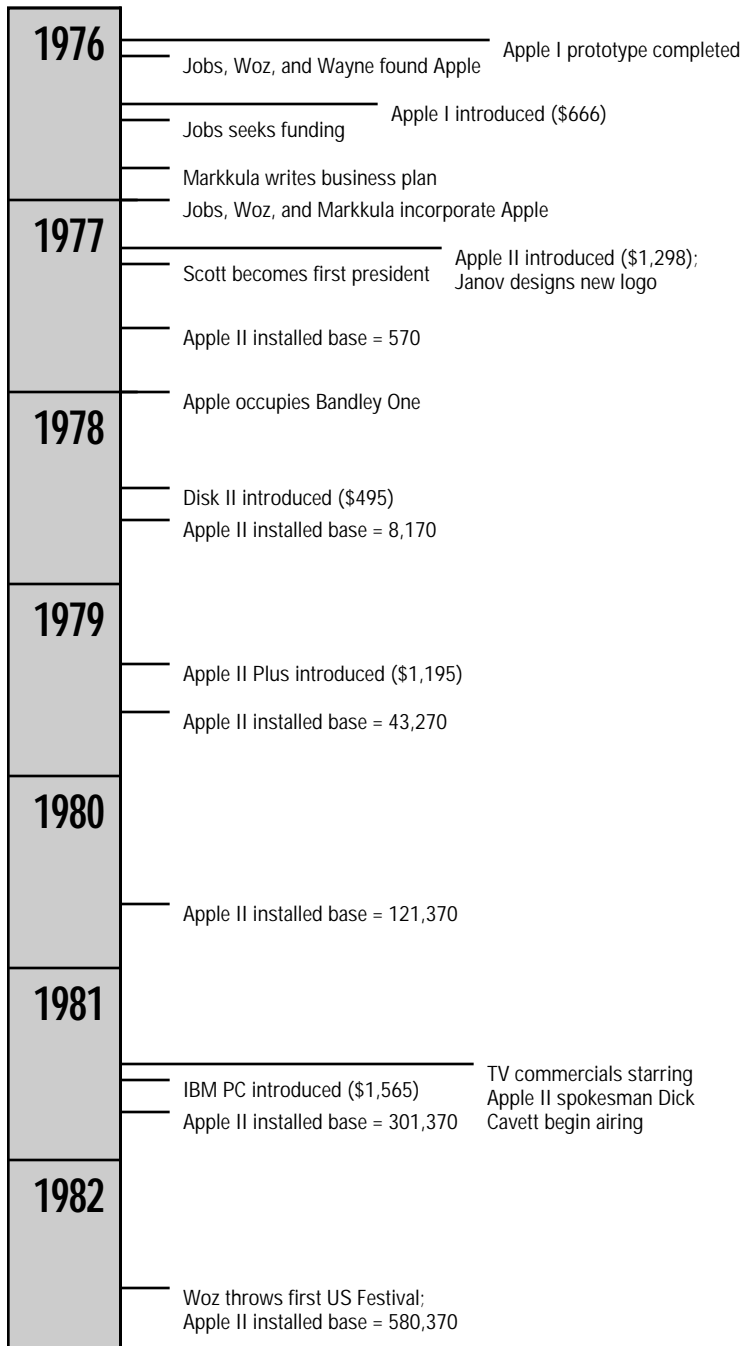 1976
Apple I prototype completed
Jobs, Woz, and Wayne found Apple
Apple I introduced ($666)
Jobs seeks funding
Markkula writes business plan
Jobs, Woz, and Markkula incorporate Apple
1977
Apple II introduced ($1,298);
Janov designs new logo
Scott becomes first president
Apple II installed base = 570
Apple occupies Bandley One
1978
Disk II introduced ($495)
Apple II installed base = 8,170
1979
Apple II Plus introduced ($1,195)
Apple II installed base = 43,270
1980
Apple II installed base = 121,370
1981
TV commercials starring
Apple II spokesman Dick
Cavett begin airing
IBM PC introduced ($1,565)
Apple II installed base = 301,370
1982
Woz throws first US Festival;
Apple II installed base = 580,370